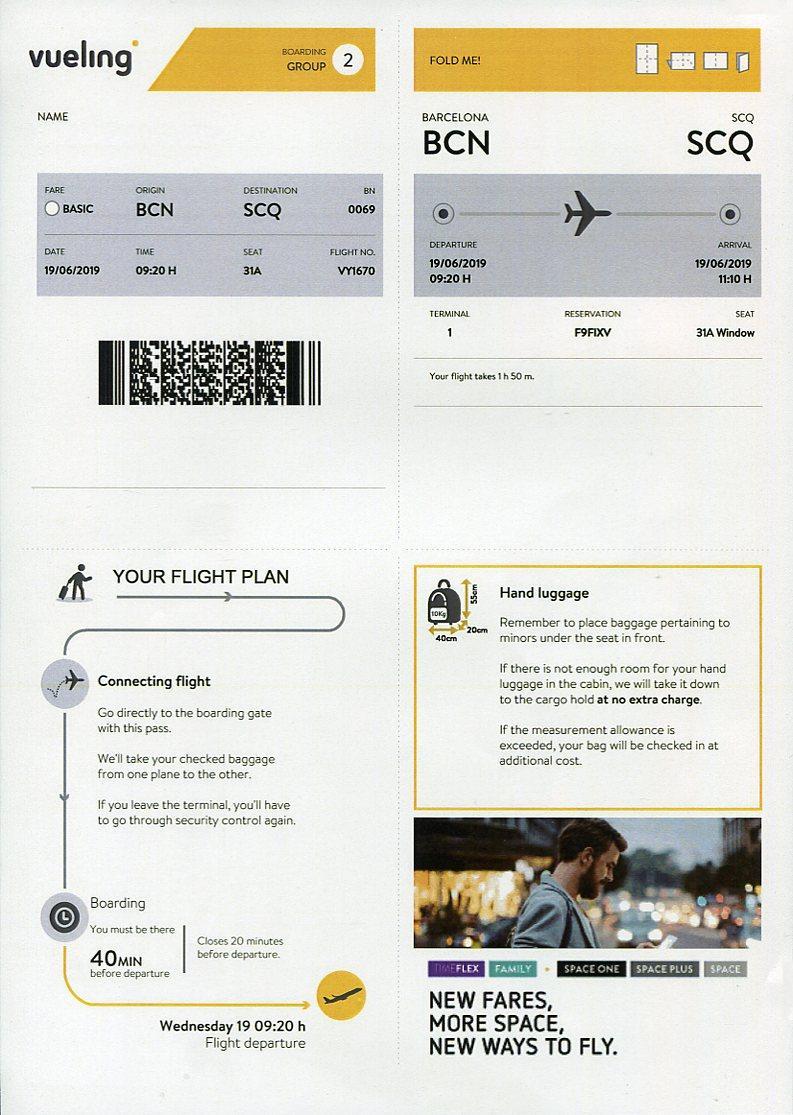 vueling
BOARDING
GROUP 2
NAME
FARE ORIGIN DESTINATION BN
BASIC BCN SCQ 0069
DATE TIME SEAT FLIGHT NO.
19/06/2019 09:20 H 31A VY1670
FOLD ME!
BARCELONA SCQ
BCN SCQ
DEPARTURE ARRIVAL
19/06/2019 19/06/2019
09:20 H 11:10 H
TERMINAL RESERVATION SEAT
1 F9FIXV 31A Window
Your flight takes 1 h 50 m.
YOUR FLIGHT PLAN
Connecting flight
Go directly to the boarding gate
with this pass.
We'll take your checked baggage
from one plane to the other.
If you leave the terminal, you'll have
to go through security control again.
Boarding
You must be there
40MIN
before departure
Closes 20 minutes
before departure.
Wednesday 19 09:20 h
Flight departure
10Kg
55cm
20cm
40cm
Hand luggage
Remember to place baggage pertaining to
minors under the seat in front.
If there is not enough room for your hand
luggage in the cabin, we will take it down
to the cargo hold at no extra charge.
If the measurement allowance is
exceeded, your bag will be checked in at
additional cost.
TIMEFLEX FAMILY SPACE ONE SPACE PLUS SPACE
NEW FARES,
MORE SPACE,
NEW WAYS TO FLY.